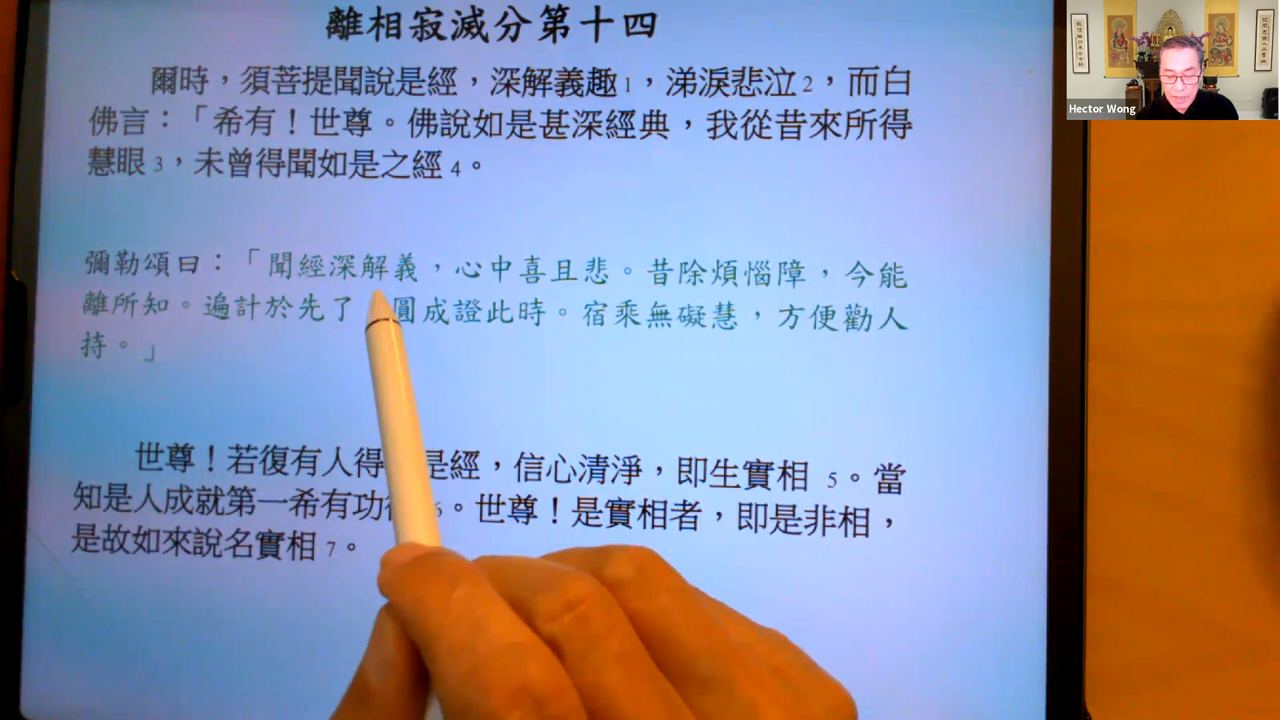 離相寂滅分第十四
爾時，須菩提聞說是經，深解義趣1，涕淚悲泣2，而白
佛言：「希有！世尊。佛說如是甚深經典，我從昔來所得
慧眼3，未曾得聞如是之經4。
彌勒頌曰：「聞經深解義，心中喜且悲。昔除煩惱障，今能
離所知。遍計於先了 圓成證此時。宿乘無礙慧，方便勸人
持。」
世尊！若復有人得 是經，信心清淨，即生實相5。當
知是人成就第一希有功 6。世尊！是實相者，即是非相，
是故如來說名實相7。
Hector Wong